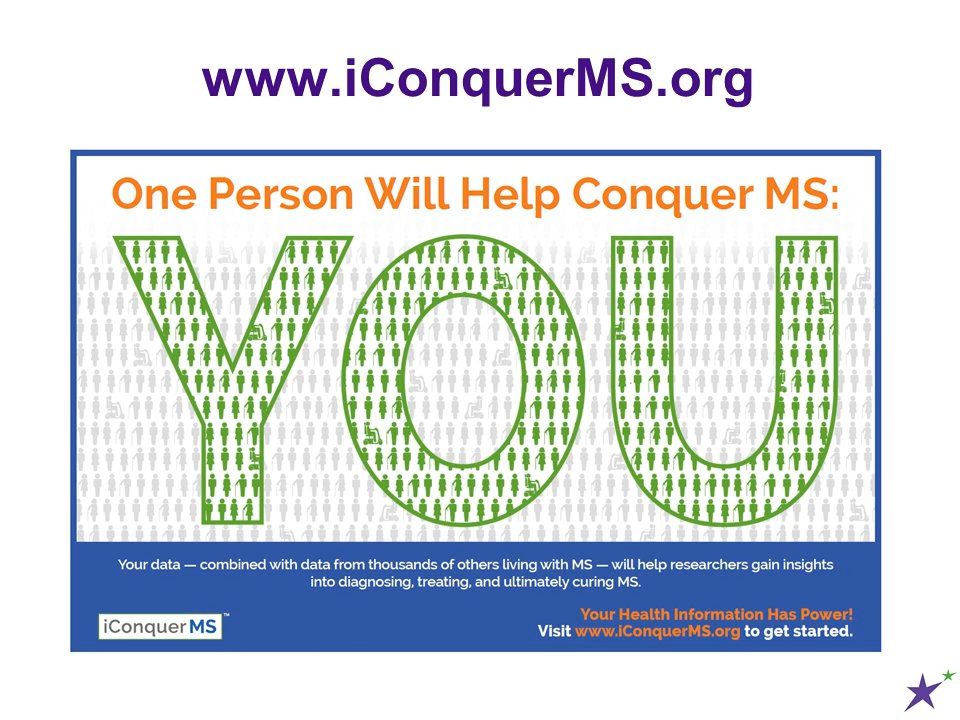 www.iConquerMS.org
One Person Will Help Conquer MS:
YOU
Your data — combined with data from thousands of others living with MS — will help researchers gain insights
into diagnosing, treating, and ultimately curing MS.
iConquerMS™
Your Health Information Has Power!
Visit www.iConquerMS.org to get started.